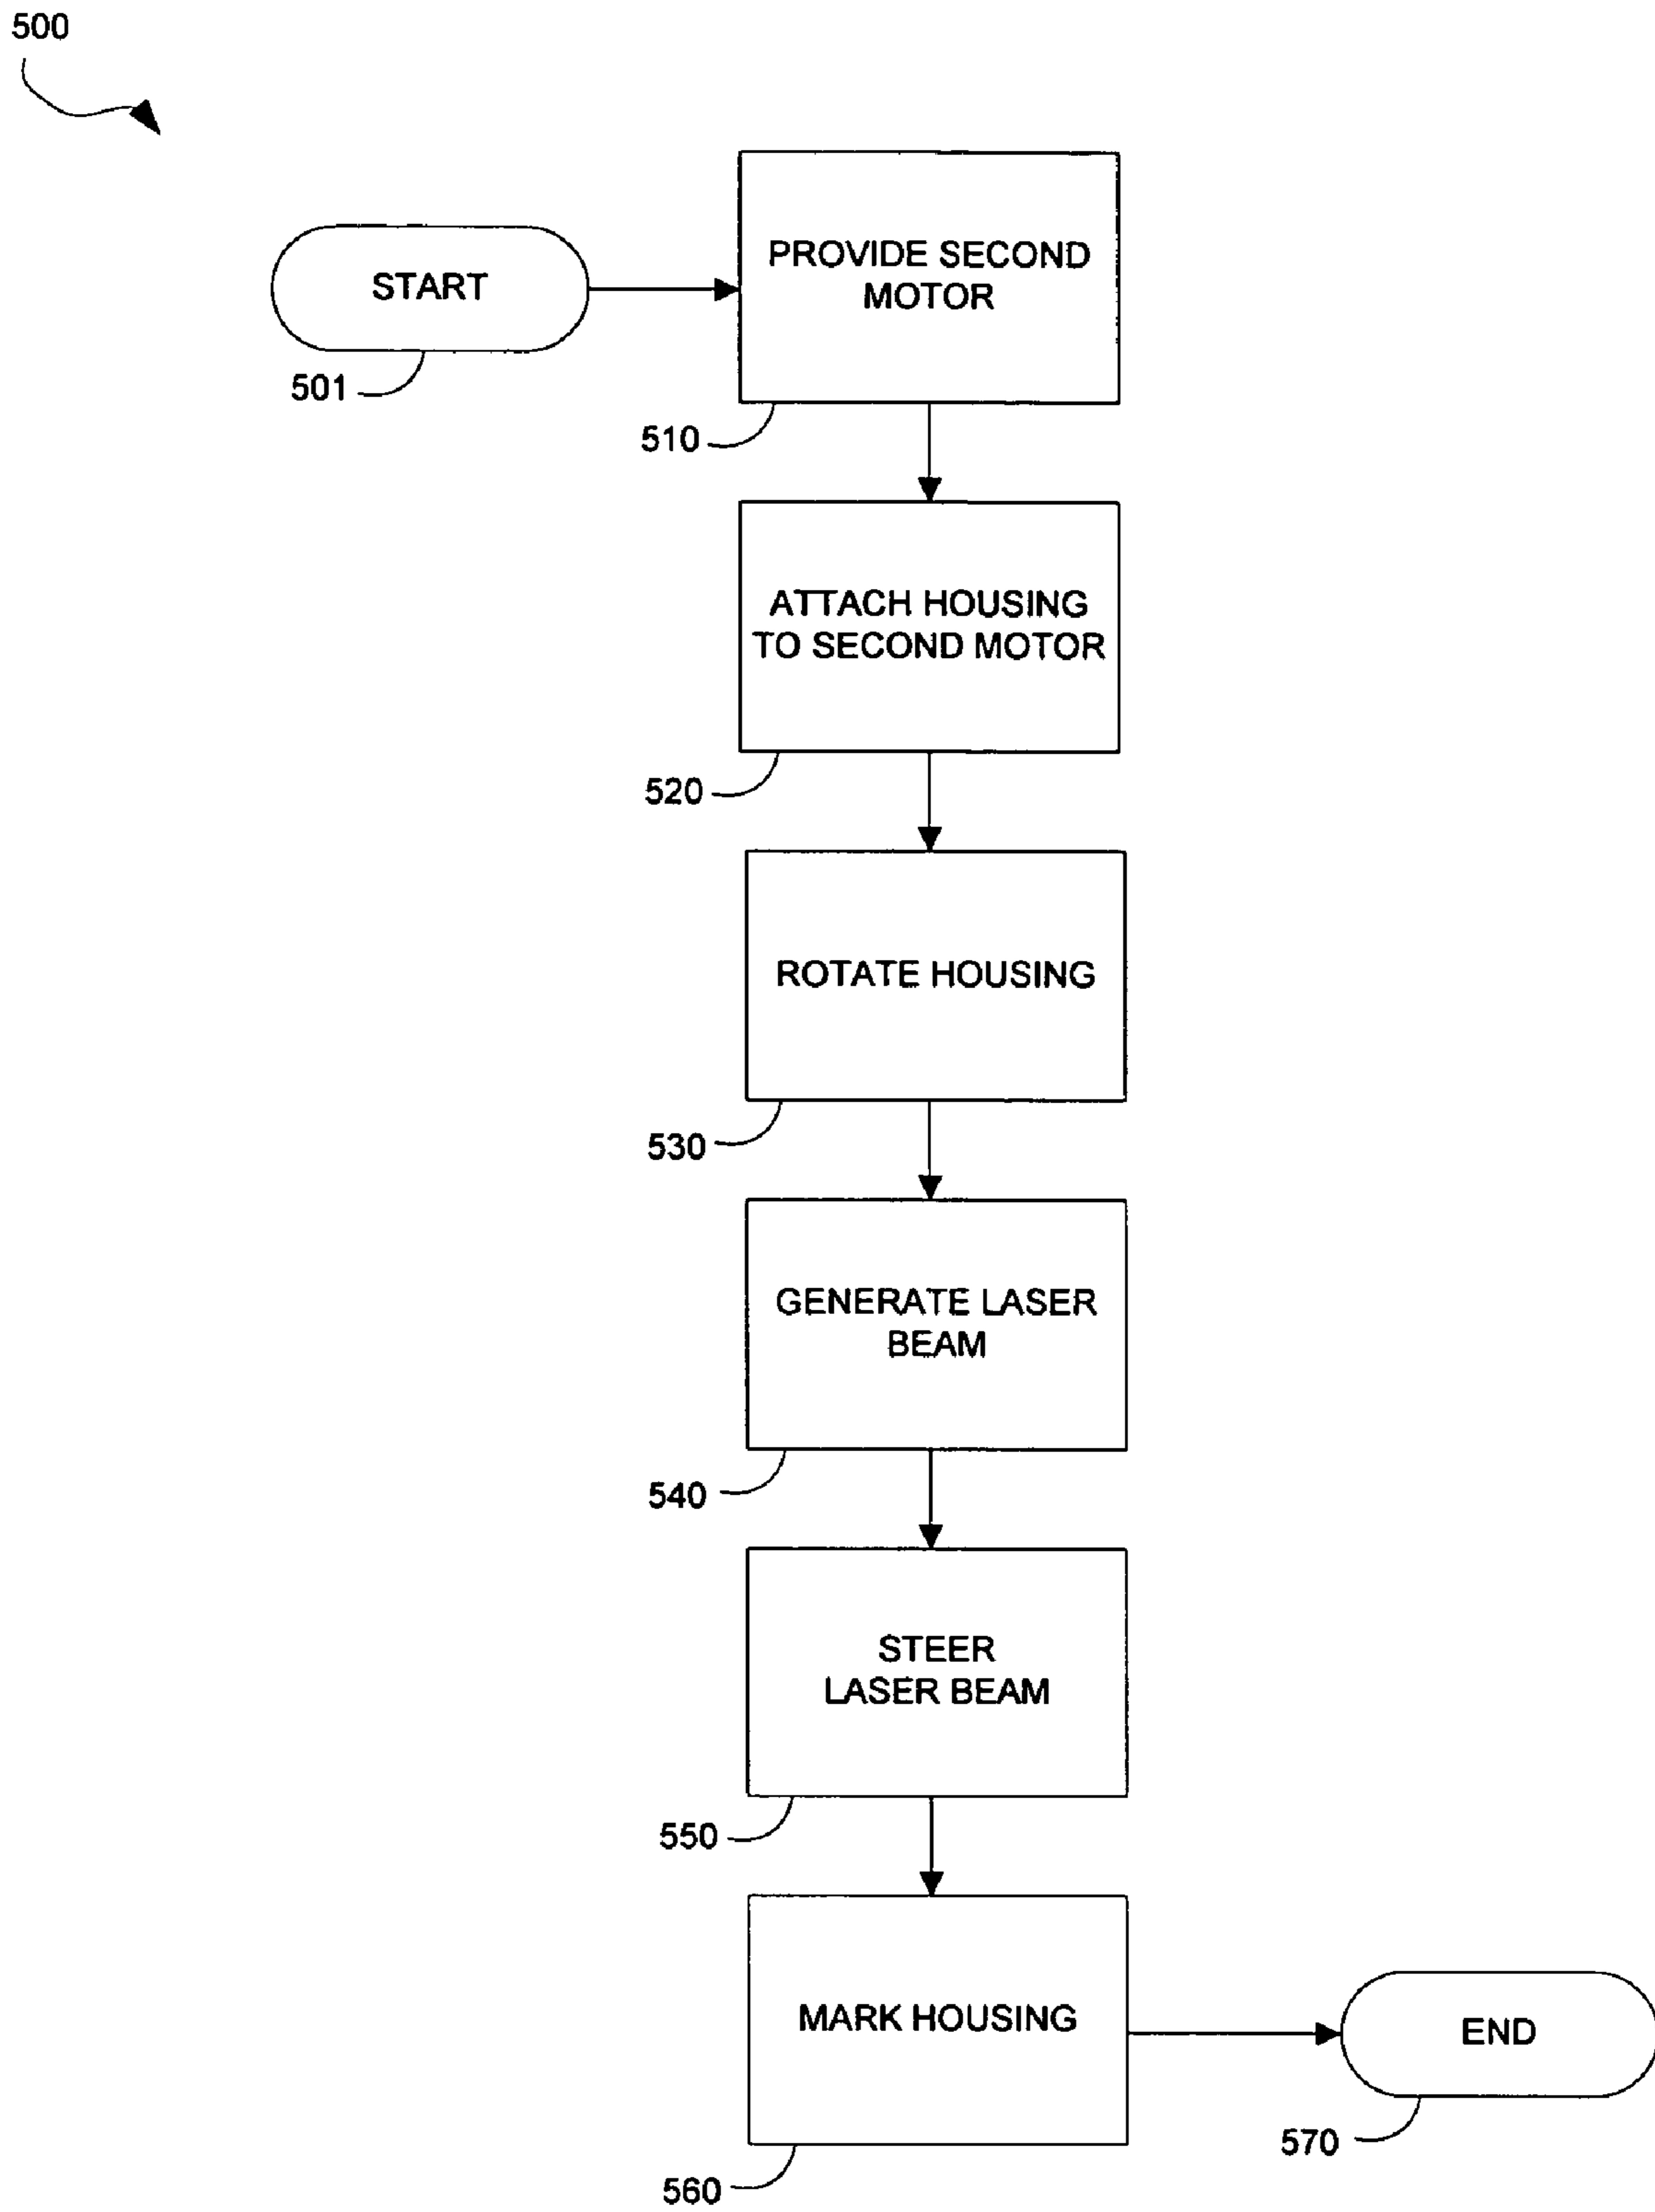 500
START
501
PROVIDE SECOND
MOTOR
510
ATTACH HOUSING
TO SECOND MOTOR
520
ROTATE HOUSING
530
GENERATE LASER
BEAM
540
STEER
LASER BEAM
550
MARK HOUSING
560
END
570